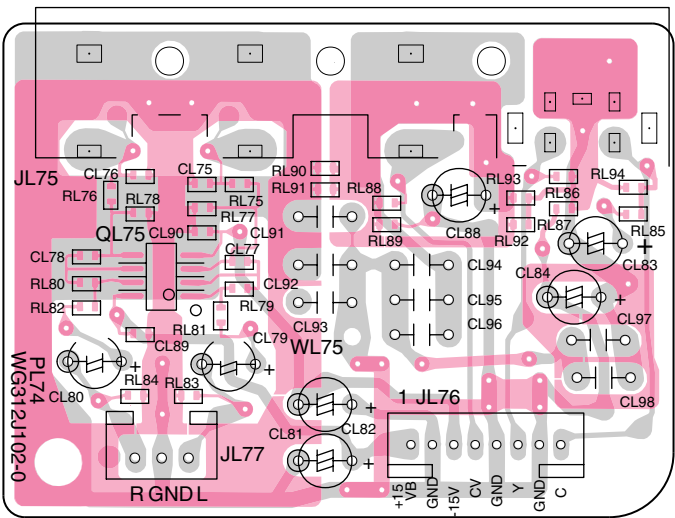 JL75
CL76
RL76
RL78
QL75
CL75
RL75
RL77
CL90
CL91
CL77
CL78
RL80
RL82
CL92
RL79
CL79
RL81
CL89
CL93
WL75
RL90
RL91
RL88
RL89
CL88
RL93
RL92
RL86
RL87
RL94
RL85
CL83
CL84
CL94
CL95
CL96
CL97
CL98
PL74
WG312J102-0
CL80
RL84
RL83
CL81
CL82
JL77
R GND L
1 JL76
+15
VB
GND
-15V
CV
GND
Y
GND
C
+
+
+
+
+
+
+